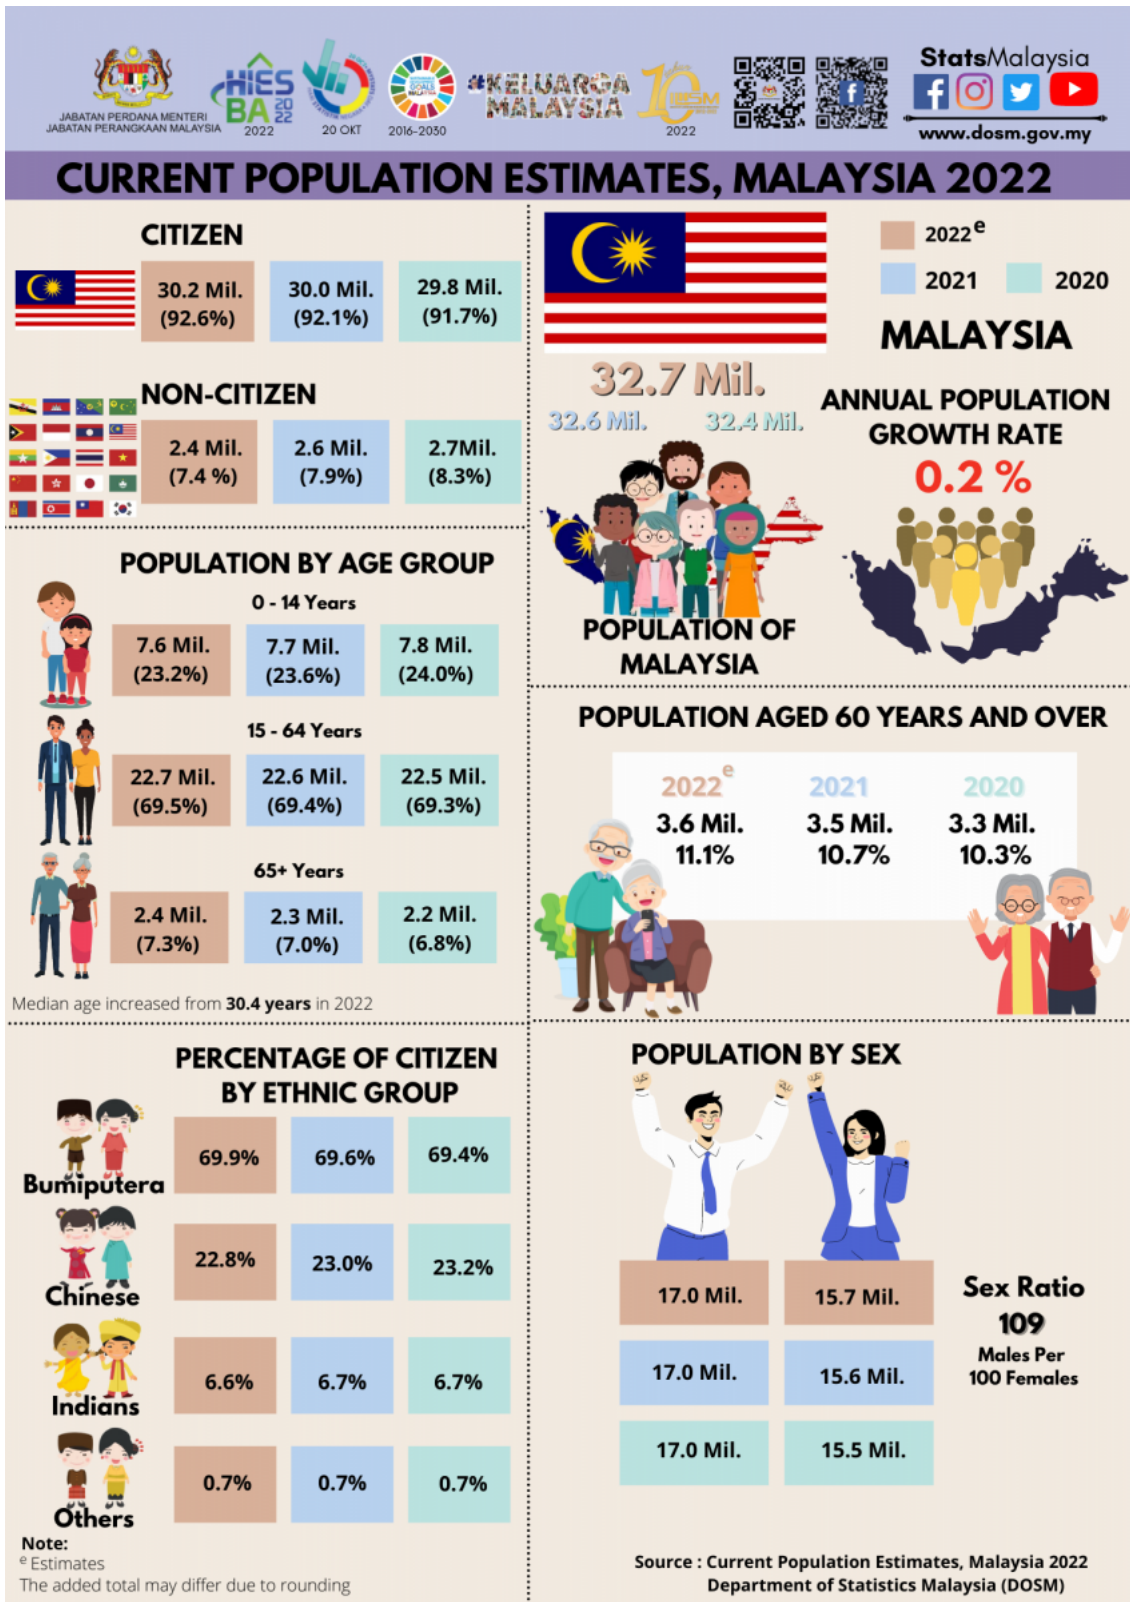 JABATAN PERDANA MENTERI
JABATAN PERANGKAAN MALAYSIA
HIES
BA 20 22
2022
20 OKT
SUSTAINABLE
GOALS
MALAYSIA
2016-2030
#KELUARGA
MALAYSIA
10
2022
StatsMalaysia
www.dosm.gov.my
CURRENT POPULATION ESTIMATES, MALAYSIA 2022
CITIZEN
30.2 Mil.
(92.6%)
30.0 Mil.
(92.1%)
29.8 Mil.
(91.7%)
NON-CITIZEN
2.4 Mil.
(7.4 %)
2.6 Mil.
(7.9%)
2.7Mil.
(8.3%)
2022e
2021
2020
MALAYSIA
32.7 Mil.
32.6 Mil.
32.4 Mil.
POPULATION OF
MALAYSIA
ANNUAL POPULATION
GROWTH RATE
0.2 %
POPULATION BY AGE GROUP
0 - 14 Years
7.6 Mil.
(23.2%)
7.7 Mil.
(23.6%)
7.8 Mil.
(24.0%)
15 - 64 Years
22.7 Mil.
(69.5%)
22.6 Mil.
(69.4%)
22.5 Mil.
(69.3%)
65+ Years
2.4 Mil.
(7.3%)
2.3 Mil.
(7.0%)
2.2 Mil.
(6.8%)
Median age increased from 30.4 years in 2022
POPULATION AGED 60 YEARS AND OVER
2022e
2021
2020
3.6 Mil.
3.5 Mil.
3.3 Mil.
11.1%
10.7%
10.3%
PERCENTAGE OF CITIZEN
BY ETHNIC GROUP
Bumiputera
69.9%
69.6%
69.4%
Chinese
22.8%
23.0%
23.2%
Indians
6.6%
6.7%
6.7%
Others
0.7%
0.7%
0.7%
Note:
e Estimates
The added total may differ due to rounding
POPULATION BY SEX
17.0 Mil.
15.7 Mil.
17.0 Mil.
15.6 Mil.
17.0 Mil.
15.5 Mil.
Sex Ratio
109
Males Per
100 Females
Source : Current Population Estimates, Malaysia 2022
Department of Statistics Malaysia (DOSM)